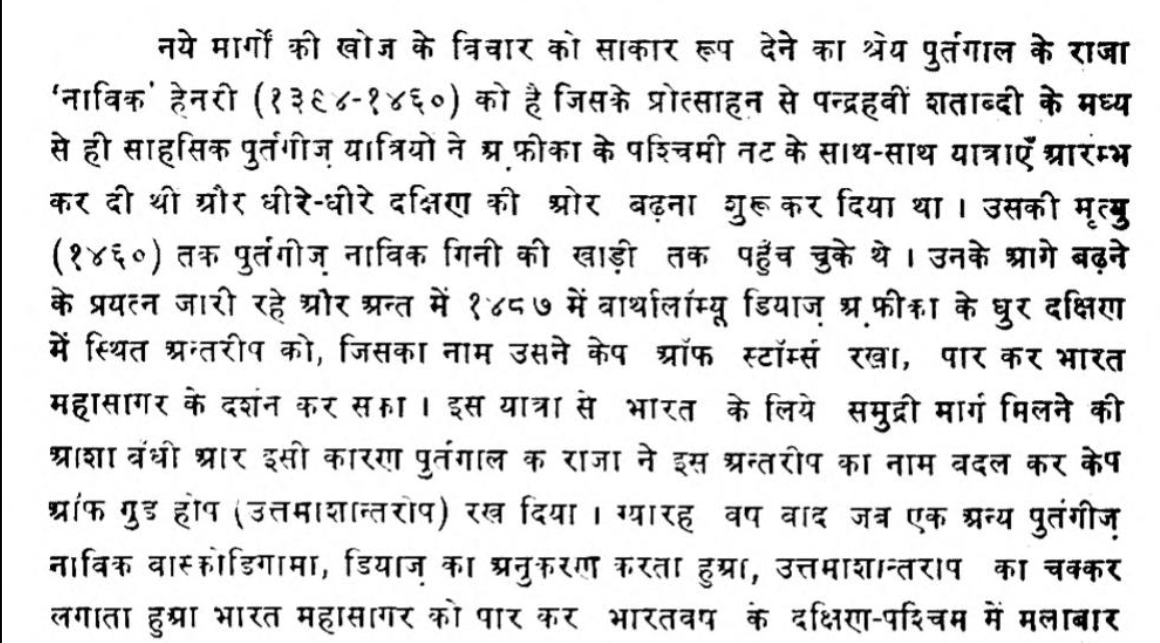 नये मार्गों की खोज के विचार को साकार रूप देने का श्रेय पुर्तगाल के राजा
'नाविक' हेनरी (१३९४-१४६०) को है जिसके प्रोत्साहन से पन्द्रहवीं शताब्दी के मध्य
से ही साहसिक पुर्तगीज़ यात्रियों ने अफ्रीका के पश्चिमी तट के साथ-साथ यात्राएँ प्रारम्भ
कर दी थी और धीरे-धीरे दक्षिण की ओर बढ़ना शुरू कर दिया था । उसकी मृत्यु
(१४६०) तक पुर्तगीज़ नाविक गिनी की खाड़ी तक पहुँच चुके थे । उनके आगे बढ़ने
के प्रयत्न जारी रहे और अन्त में १४८७ में बार्थालॉम्यू डियाज़ अफ्रीका के धुर दक्षिण
में स्थित अन्तरीप को, जिसका नाम उसने केप ऑफ स्टॉर्म्स रखा, पार कर भारत
महासागर के दर्शन कर सका । इस यात्रा से भारत के लिये समुद्री मार्ग मिलने की
आशा बंधी और इसी कारण पुर्तगाल के राजा ने इस अन्तरीप का नाम बदल कर केप
ऑफ गुड होप (उत्तमाशान्तरीप) रख दिया । ग्यारह वर्ष बाद जब एक अन्य पुर्तगीज़
नाविक वास्कोडिगामा, डियाज़ का अनुकरण करता हुआ, उत्तमाशान्तरीप का चक्कर
लगाता हुआ भारत महासागर को पार कर भारतवर्ष के दक्षिण-पश्चिम में मलाबार